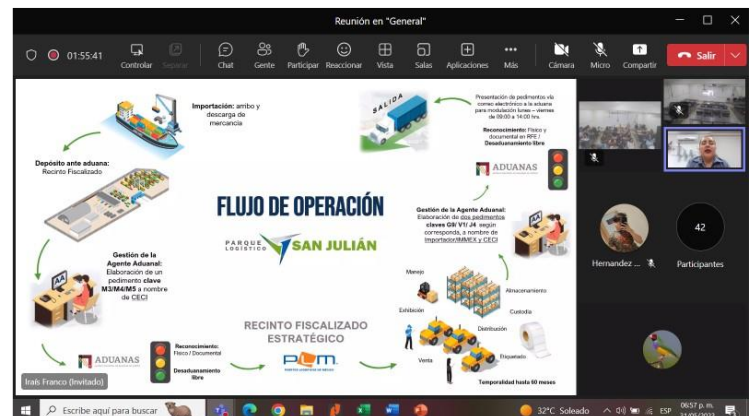 Reunión en "General"
01:55:41
Controlar
Separar
Chat
Gente
Participar
Reaccionar
Vista
Salas
Aplicaciones
Más
Cámara
Micro
Compartir
Salir
Importación: arribo y
descarga de
mercancía
Depósito ante aduana:
Recinto Fiscalizado
Gestión de la
Agente Aduanal:
Elaboración de un
pedimento clave
M3/M4/M5 a nombre
de CECI
AA
ADUANAS
Reconocimiento:
Físico / Documental
Desaduanamiento
libre
FLUJO DE OPERACIÓN
PARQUE
LOGÍSTICO
SAN JULIÁN
RECINTO FISCALIZADO
ESTRATÉGICO
PLM
Manejo
Almacenamiento
Exhibición
Custodia
Distribución
Venta
Etiquetado
Temporalidad hasta 60 meses
Gestión de la Agente Aduanal:
Elaboración de dos pedimentos
claves G9/ V1/ J4 según
corresponda, a nombre de
Importador/IMMEX y CECI
AA
ADUANAS
Presentación de pedimentos vía
correo electrónico a la aduana
para modulación lunes – viernes
de 09:00 a 14:00 hrs.
Reconocimiento: Físico y
documental en RFE /
Desaduanamiento libre
SALIDA
Iraís Franco (Invitado)
Hernandez ...
42
Participantes
Escribe aquí para buscar
32°C Soleado
ESP
06:57 p. m.